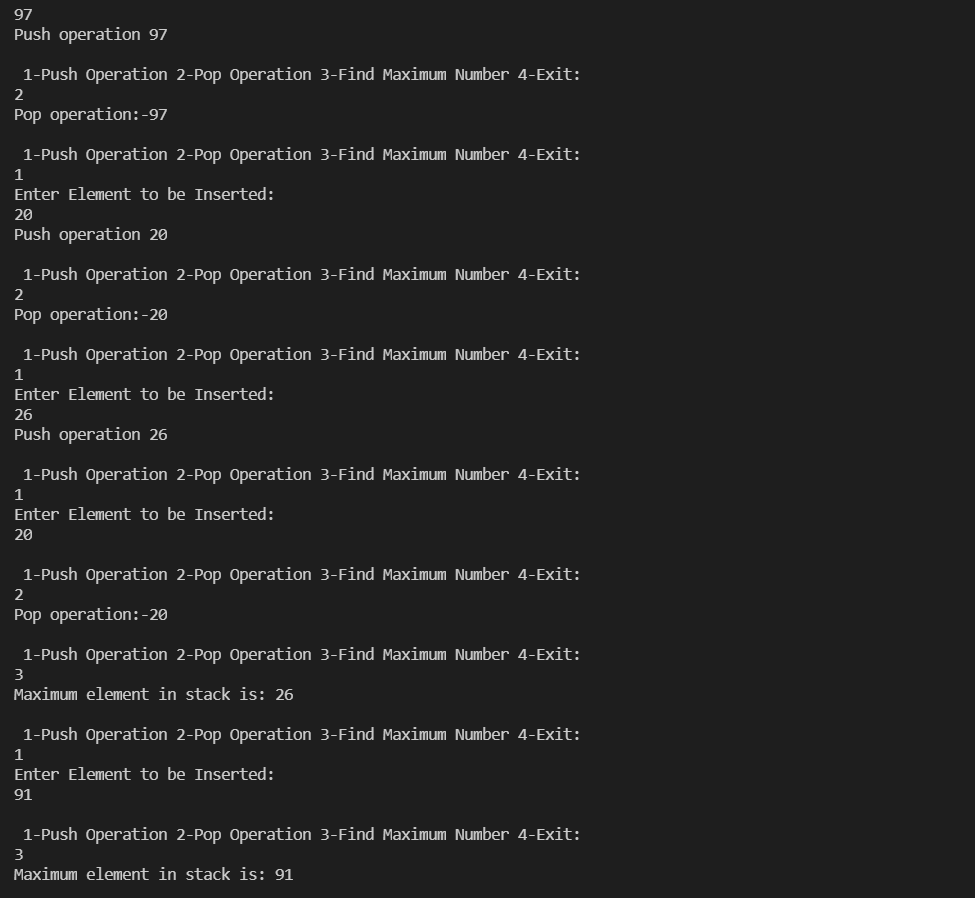 97
Push operation 97
1-Push Operation 2-Pop Operation 3-Find Maximum Number 4-Exit:
2
Pop operation:-97
1-Push Operation 2-Pop Operation 3-Find Maximum Number 4-Exit:
1
Enter Element to be Inserted:
20
Push operation 20
1-Push Operation 2-Pop Operation 3-Find Maximum Number 4-Exit:
2
Pop operation:-20
1-Push Operation 2-Pop Operation 3-Find Maximum Number 4-Exit:
1
Enter Element to be Inserted:
26
Push operation 26
1-Push Operation 2-Pop Operation 3-Find Maximum Number 4-Exit:
1
Enter Element to be Inserted:
20
1-Push Operation 2-Pop Operation 3-Find Maximum Number 4-Exit:
2
Pop operation:-20
1-Push Operation 2-Pop Operation 3-Find Maximum Number 4-Exit:
3
Maximum element in stack is: 26
1-Push Operation 2-Pop Operation 3-Find Maximum Number 4-Exit:
1
Enter Element to be Inserted:
91
1-Push Operation 2-Pop Operation 3-Find Maximum Number 4-Exit:
3
Maximum element in stack is: 91